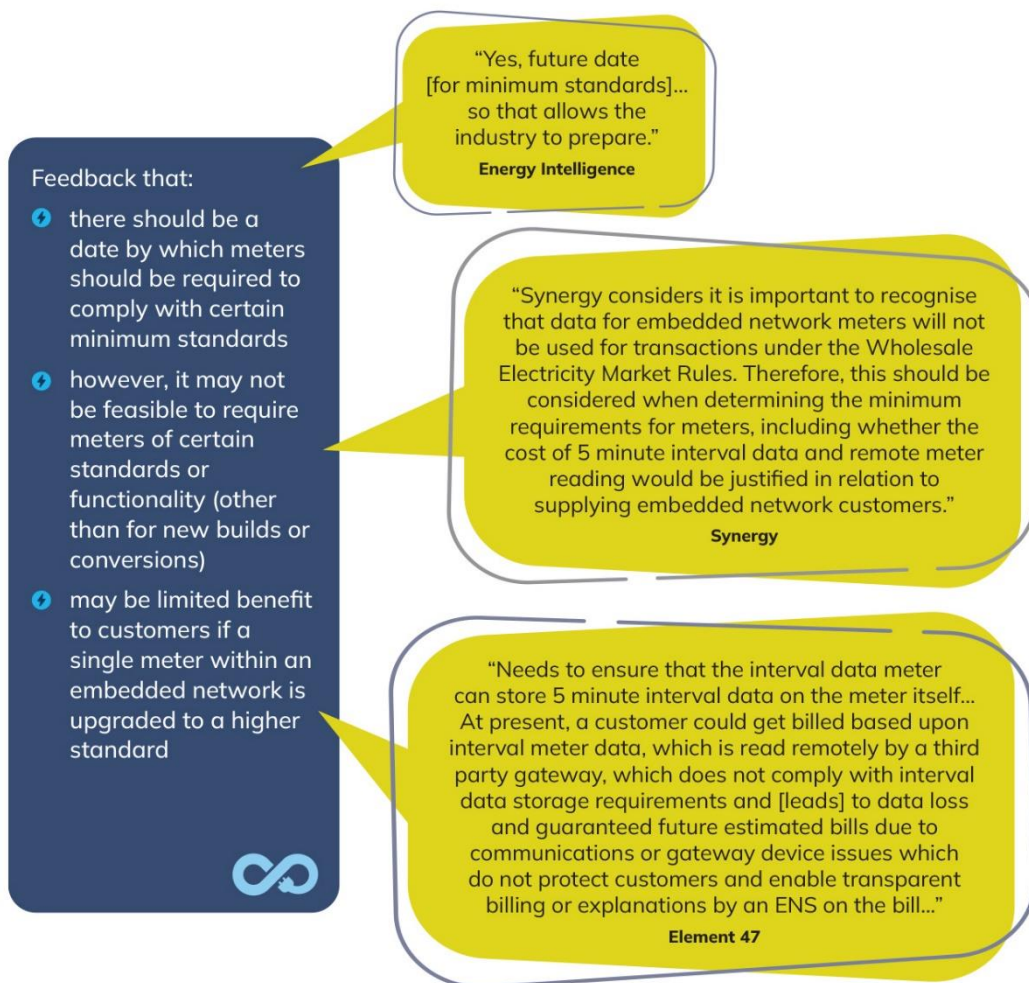 Feedback that:
there should be a
date by which meters
should be required to
comply with certain
minimum standards
however, it may not
be feasible to require
meters of certain
standards or
functionality (other
than for new builds or
conversions)
may be limited benefit
to customers if a
single meter within an
embedded network is
upgraded to a higher
standard
“Yes, future date
[for minimum standards]...
so that allows the
industry to prepare.”
Energy Intelligence
“Synergy considers it is important to recognise
that data for embedded network meters will not
be used for transactions under the Wholesale
Electricity Market Rules. Therefore, this should be
considered when determining the minimum
requirements for meters, including whether the
cost of 5 minute interval data and remote meter
reading would be justified in relation to
supplying embedded network customers.”
Synergy
“Needs to ensure that the interval data meter
can store 5 minute interval data on the meter itself...
At present, a customer could get billed based upon
interval meter data, which is read remotely by a third
party gateway, which does not comply with interval
data storage requirements and [leads] to data loss
and guaranteed future estimated bills due to
communications or gateway device issues which
do not protect customers and enable transparent
billing or explanations by an ENS on the bill...”
Element 47